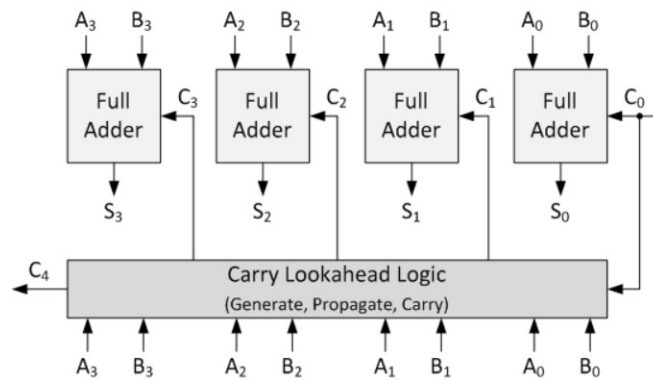 A₃ B₃ A₂ B₂ A₁ B₁ A₀ B₀
Full Adder C₃ Full Adder C₂ Full Adder C₁ Full Adder C₀
S₃ S₂ S₁ S₀
C₄ Carry Lookahead Logic
(Generate, Propagate, Carry)
A₃ B₃ A₂ B₂ A₁ B₁ A₀ B₀